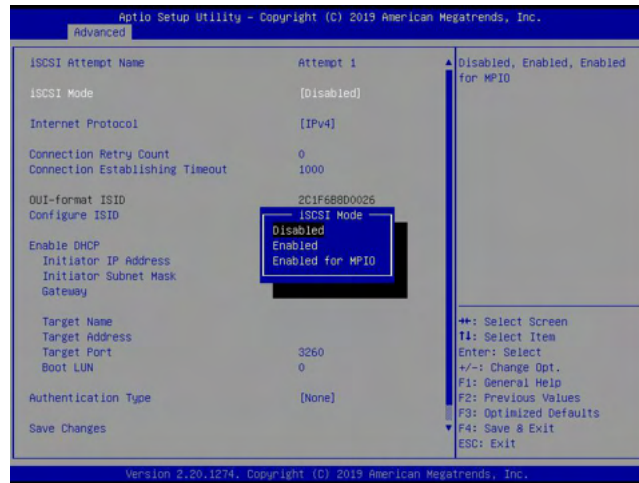 Aptio Setup Utility – Copyright (C) 2019 American Megatrends, Inc.
Advanced
iSCSI Attempt Name Attempt 1
iSCSI Mode [Disabled]
Internet Protocol [IPv4]
Connection Retry Count 0
Connection Establishing Timeout 1000
OUI-format ISID 2C1F6B8D0026
Configure ISID
Enable DHCP
Initiator IP Address
Initiator Subnet Mask
Gateway
Target Name
Target Address
Target Port 3260
Boot LUN 0
Authentication Type [None]
Save Changes
iSCSI Mode
Disabled
Enabled
Enabled for MPIO
Disabled, Enabled, Enabled
for MPIO
→←: Select Screen
↑↓: Select Item
Enter: Select
+/-: Change Opt.
F1: General Help
F2: Previous Values
F3: Optimized Defaults
F4: Save & Exit
ESC: Exit
Version 2.20.1274. Copyright (C) 2019 American Megatrends, Inc.